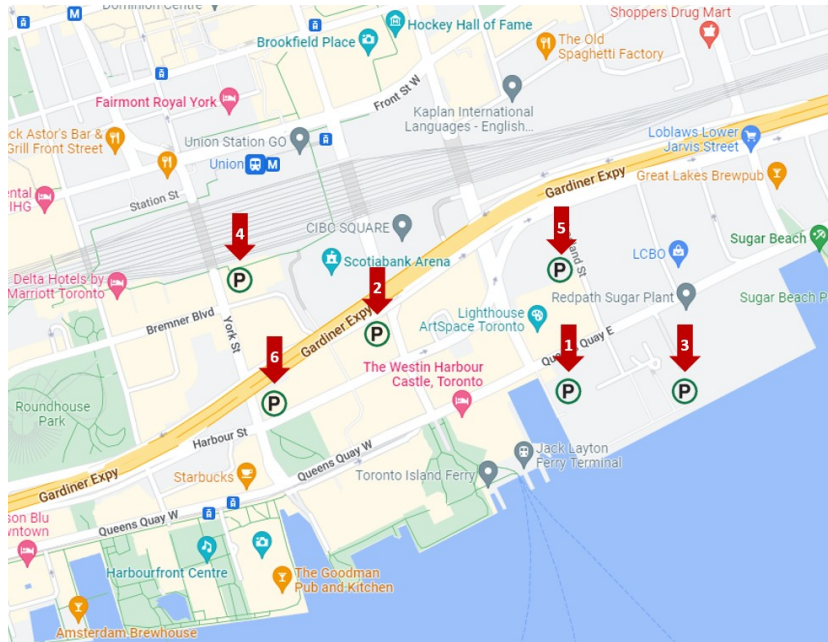 Dominion Centre
M
Hockey Hall of Fame
Brookfield Place
Shoppers Drug Mart
The Old
Spaghetti Factory
Fairmont Royal York
Front St W
Kaplan International
Languages - English...
ck Astor's Bar &
Grill Front Street
Union Station GO
Union
M
Loblaws Lower
Jarvis Street
Great Lakes Brewpub
ental
IHG
Station St
Gardiner Expy
4
CIBC SQUARE
5
Sugar Beach
Scotiabank Arena
LCBO
P
P
and St
Delta Hotels by
Marriott Toronto
2
Redpath Sugar Plant
Sugar Beach P
Bremner Blvd
York St
Gardiner Expy
P
Lighthouse
ArtSpace Toronto
6
1
3
Queens Quay E
The Westin Harbour
Castle, Toronto
P
P
P
Roundhouse
Park
Harbour St
Starbucks
Queens Quay W
Jack Layton
Ferry Terminal
Toronto Island Ferry
Gardiner Expy
son Blu
wntown
Queens Quay W
Harbourfront Centre
The Goodman
Pub and Kitchen
Amsterdam Brewhouse